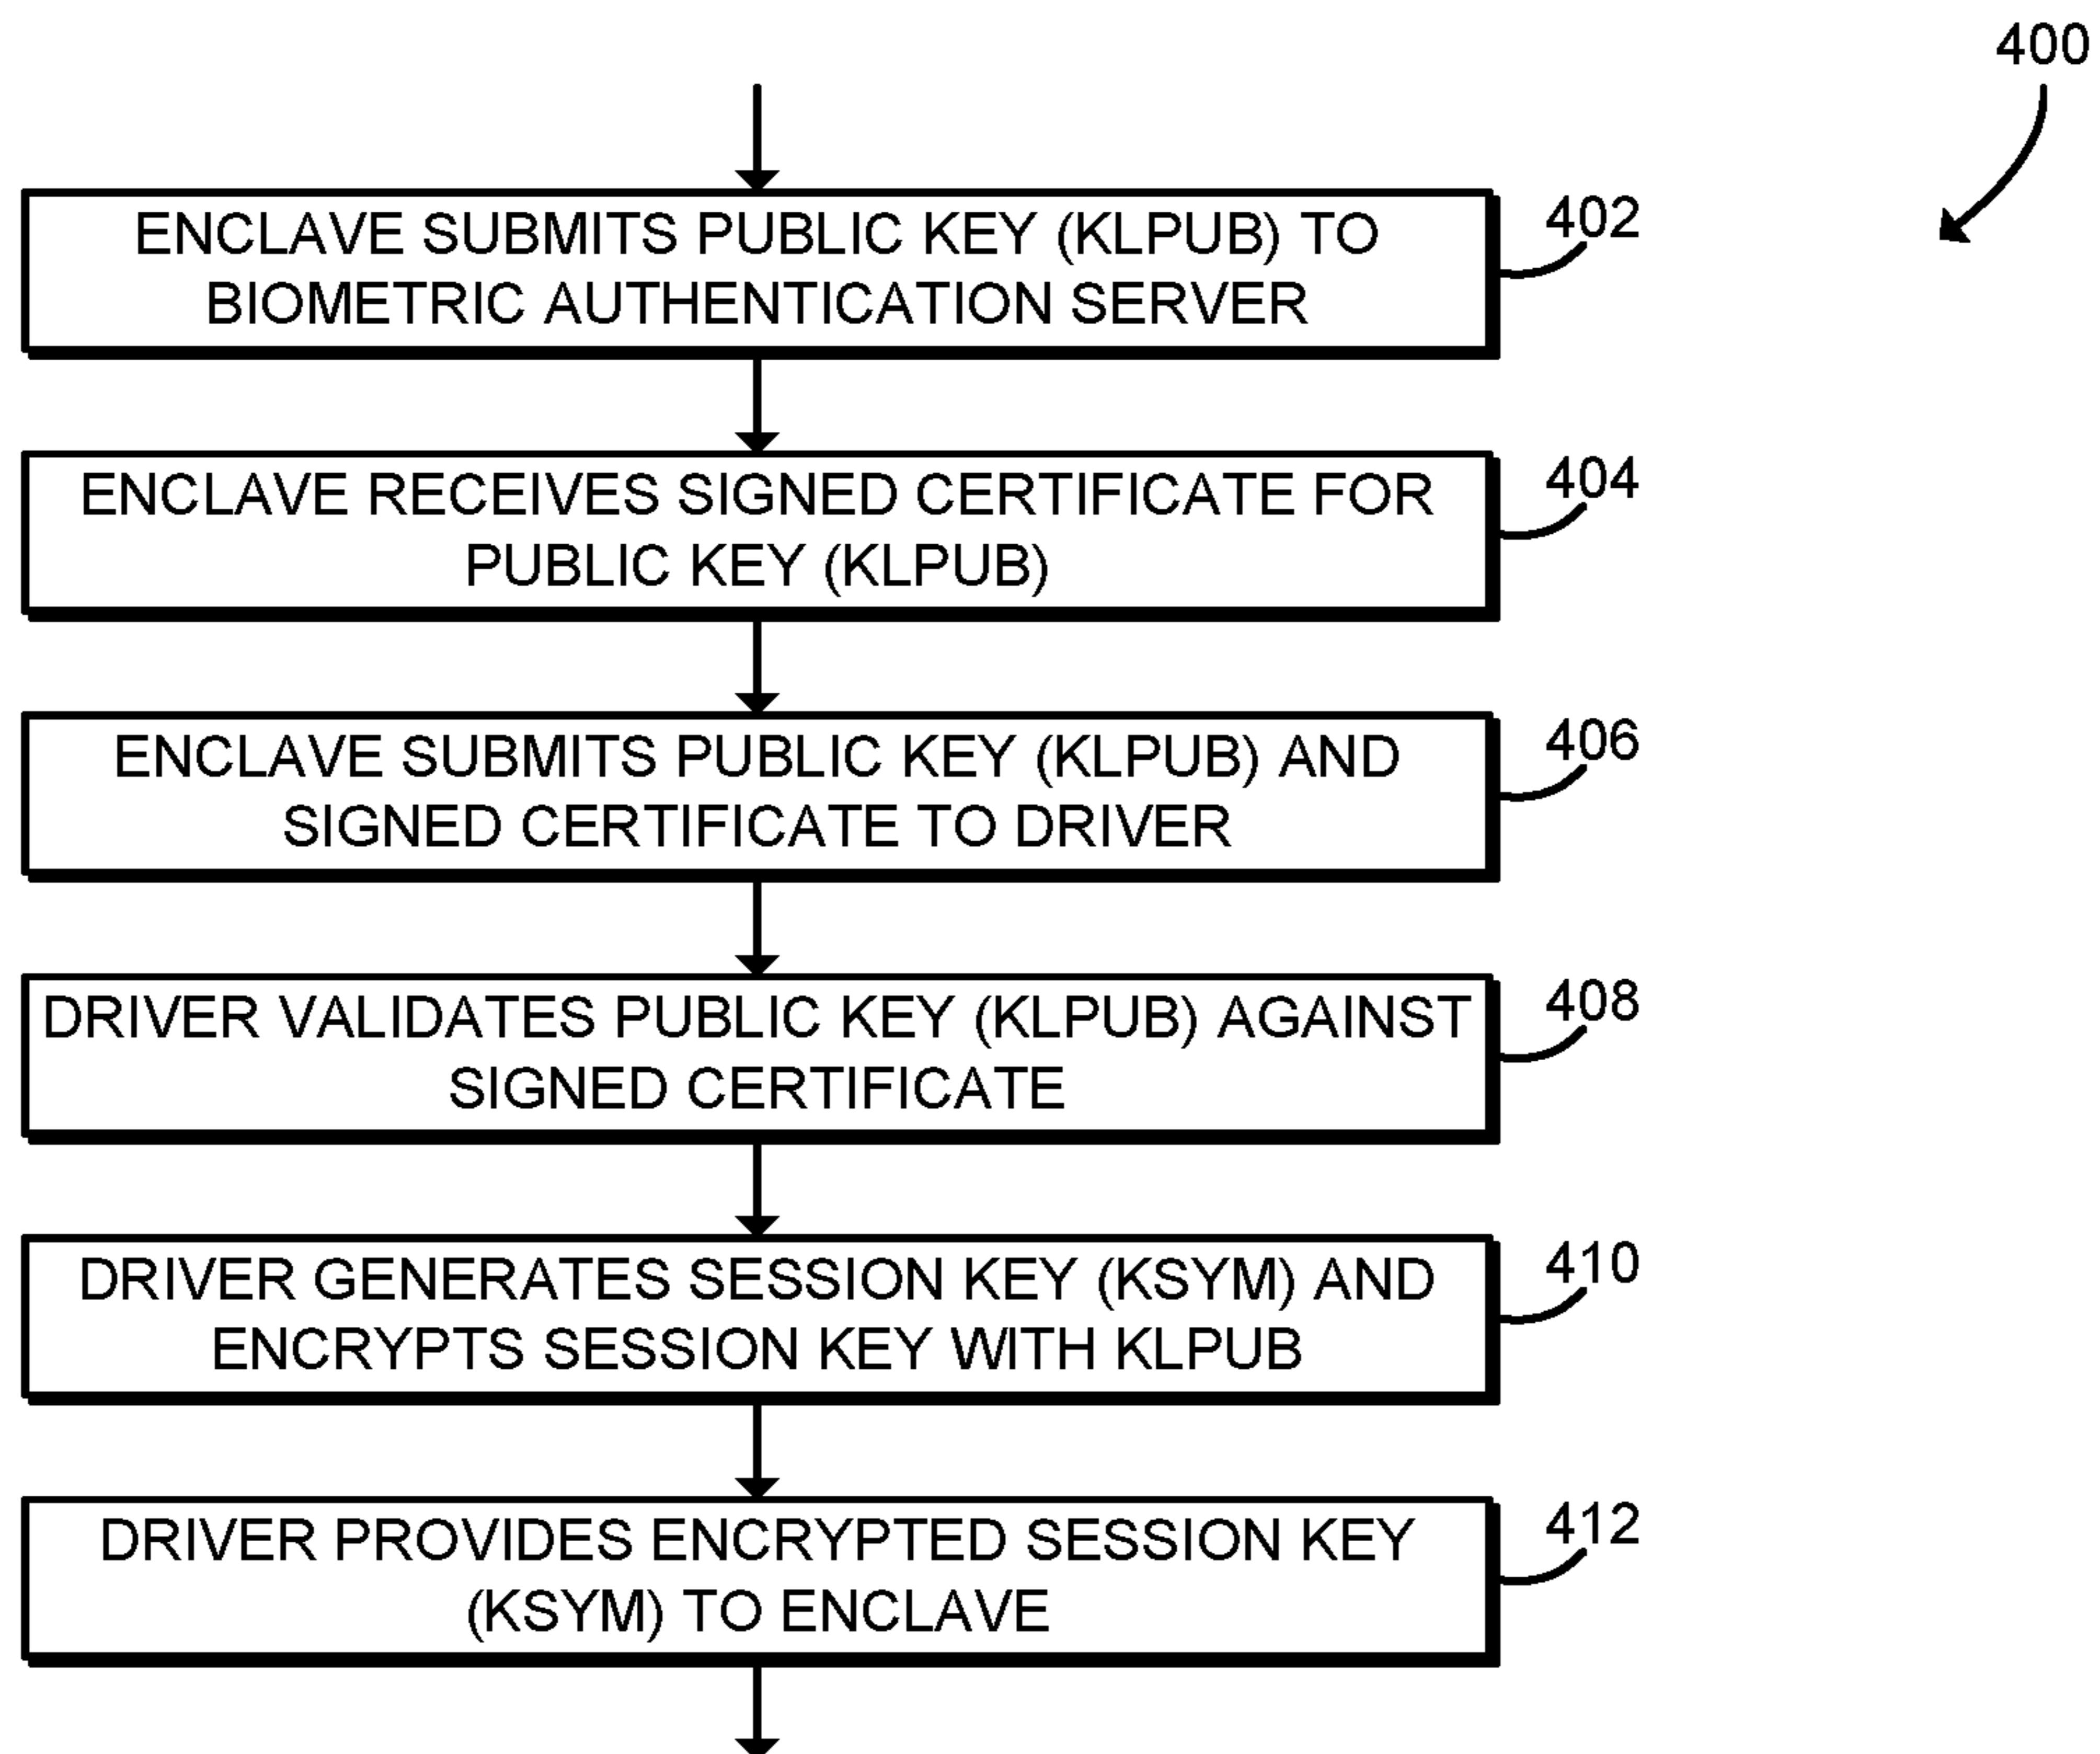 400
ENCLAVE SUBMITS PUBLIC KEY (KLPUB) TO
BIOMETRIC AUTHENTICATION SERVER
402
ENCLAVE RECEIVES SIGNED CERTIFICATE FOR
PUBLIC KEY (KLPUB)
404
ENCLAVE SUBMITS PUBLIC KEY (KLPUB) AND
SIGNED CERTIFICATE TO DRIVER
406
DRIVER VALIDATES PUBLIC KEY (KLPUB) AGAINST
SIGNED CERTIFICATE
408
DRIVER GENERATES SESSION KEY (KSYM) AND
ENCRYPTS SESSION KEY WITH KLPUB
410
DRIVER PROVIDES ENCRYPTED SESSION KEY
(KSYM) TO ENCLAVE
412